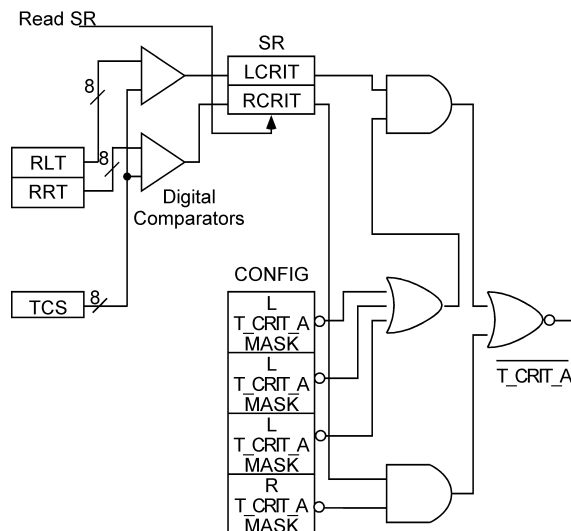 Read SR
SR
LCRIT
RCRIT
8
8
RLT
RRT
Digital
Comparators
TCS
8
CONFIG
L
T_CRIT_A
MASK
L
T_CRIT_A
MASK
L
T_CRIT_A
MASK
R
T_CRIT_A
MASK
T_CRIT_A